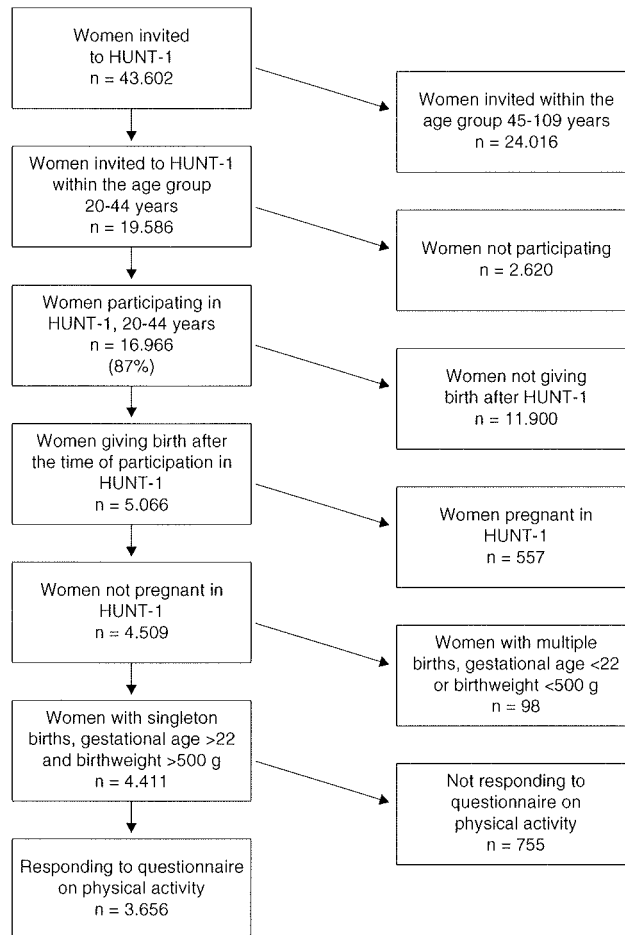 Women invited
to HUNT-1
n = 43.602
Women invited within the
age group 45-109 years
n = 24.016
Women invited to HUNT-1
within the age group
20-44 years
n = 19.586
Women not participating
n = 2.620
Women participating in
HUNT-1, 20-44 years
n = 16.966
(87%)
Women not giving
birth after HUNT-1
n = 11.900
Women giving birth after
the time of participation in
HUNT-1
n = 5.066
Women pregnant in
HUNT-1
n = 557
Women not pregnant in
HUNT-1
n = 4.509
Women with multiple
births, gestational age <22
or birthweight <500 g
n = 98
Women with singleton
births, gestational age >22
and birthweight >500 g
n = 4.411
Not responding to
questionnaire on
physical activity
n = 755
Responding to questionnaire
on physical activity
n = 3.656